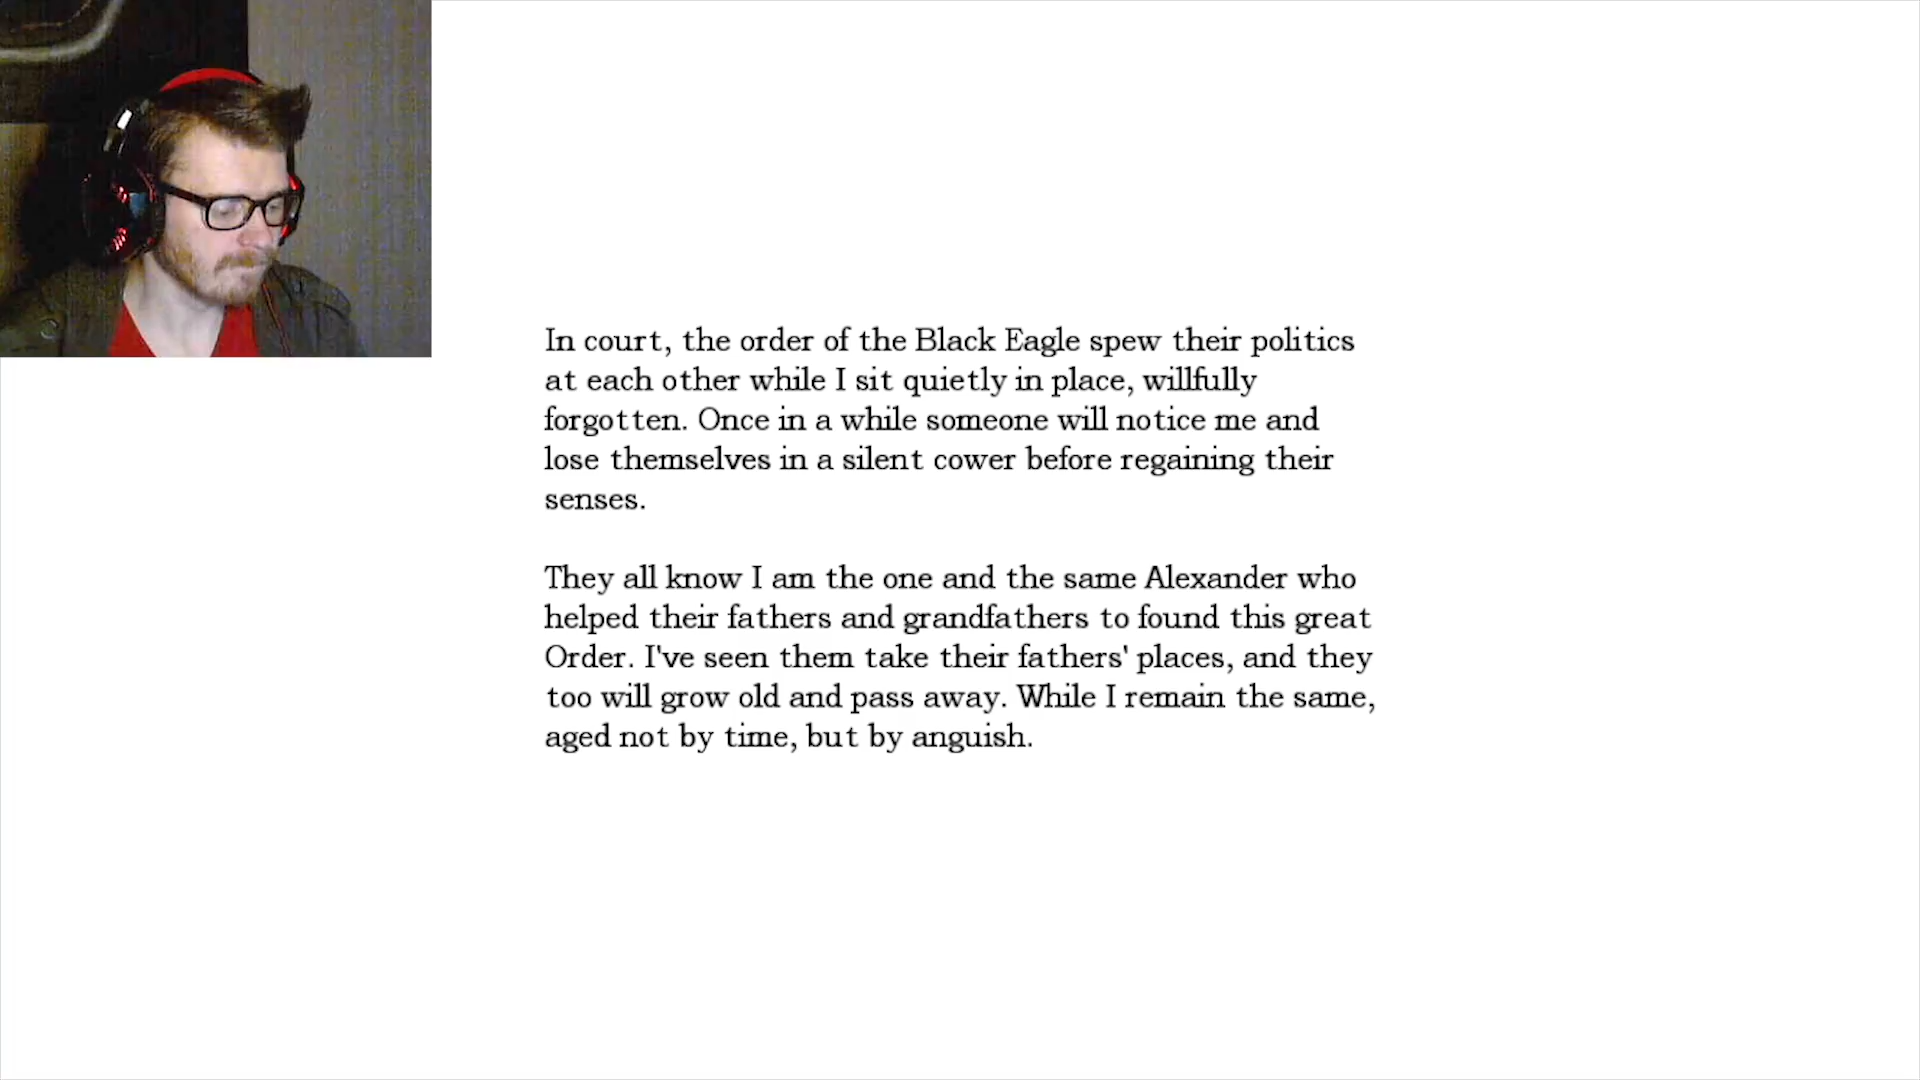 In court, the order of the Black Eagle spew their politics
at each other while I sit quietly in place, willfully
forgotten. Once in a while someone will notice me and
lose themselves in a silent cower before regaining their
senses.
They all know I am the one and the same Alexander who
helped their fathers and grandfathers to found this great
Order. I've seen them take their fathers' places, and they
too will grow old and pass away. While I remain the same,
aged not by time, but by anguish.